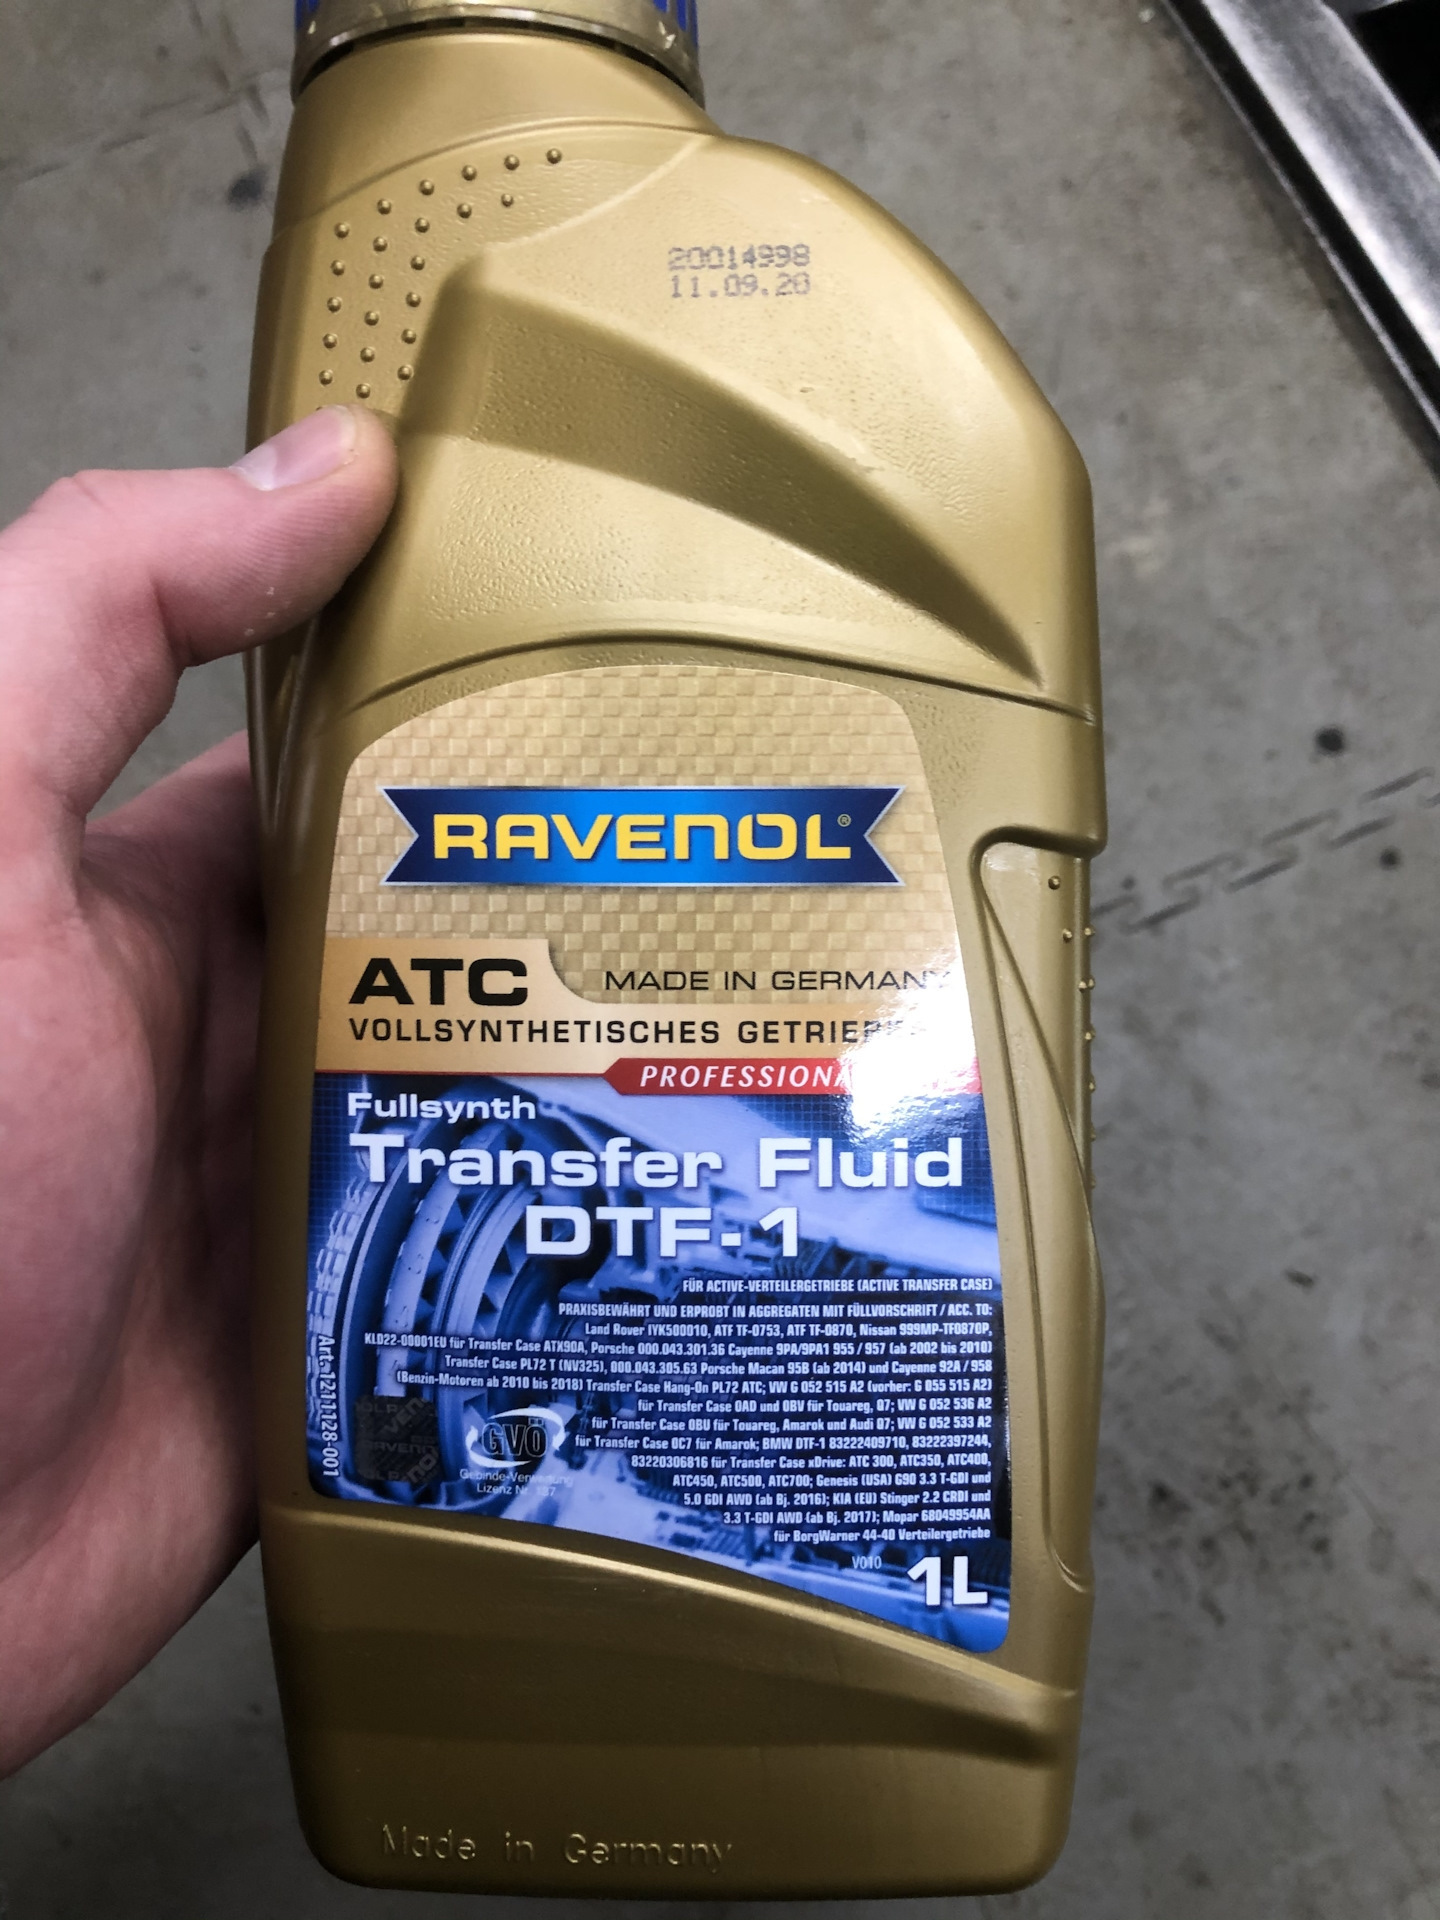 20014998
11.09.20
RAVENOL®
ATC
MADE IN GERMANY
VOLLSYNTHETISCHES
PROFESSIONA
Fullsynth
Transfer Fluid
DTF-1
FÜR ACTIVE-VERTEILERGETRIEBE (ACTIVE TRANSFER CASE)
PRAXISBEWÄHRT UND ERPROBT IN AGGREGATEN MIT FÜLLVORSCHRIFT / ACC. TO:
Land Rover IYK500010, ATF TF-0753, ATF TF-0870, Nissan 999MP-TF0870P,
KLD22-00001EU für Transfer Case ATX90A, Porsche 000.043.301.36 Cayenne 9PA/9PA1 955 / 957 (ab 2002 bis 2010)
Transfer Case PL72 T (NV325), 000.043.305.63 Porsche Macan 95B (ab 2014) und Cayenne 92A / 958
(Benzin-Motoren ab 2010 bis 2018) Transfer Case Hang-On PL72 ATC; VW G 052 515 A2 (vorher: G 055 515 A2)
für Transfer Case 0AD und 0BV für Touareg, Q7; VW G 052 536 A2
für Transfer Case 0BU für Touareg, Amarok und Audi Q7; VW G 052 533 A2
für Transfer Case 0C7 für Amarok; BMW DTF-1 83222409710, 83222397244,
83220306816 für Transfer Case xDrive: ATC 300, ATC350, ATC400,
ATC450, ATC500, ATC700; Genesis (USA) G90 3.3 T-GDI und
5.0 GDI AWD (ab Bj. 2016); KIA (EU) Stinger 2.2 CRDI und
3.3 T-GDI AWD (ab Bj. 2017); Mopar 68049954AA
für BorgWarner 44-40 Verteilergetriebe
V010
1L
Art. 1211128-001
RAVENOL
GVÖ
Gebinde-Verwertung
Lizenz Nr. 187
Made in Germany